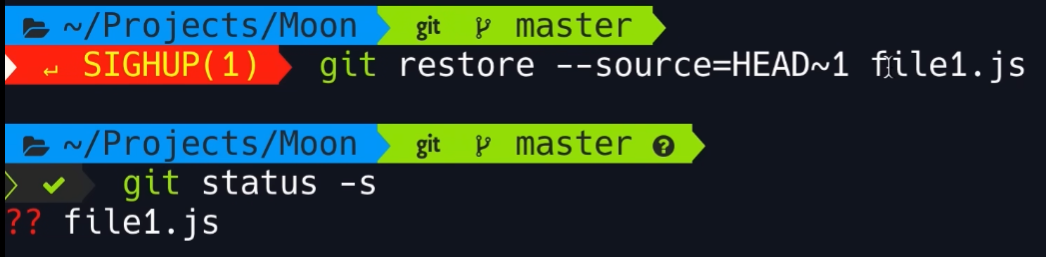 ~/Projects/Moon git master
SIGHUP(1) git restore --source=HEAD~1 file1.js
~/Projects/Moon git master ?
git status -s
?? file1.js